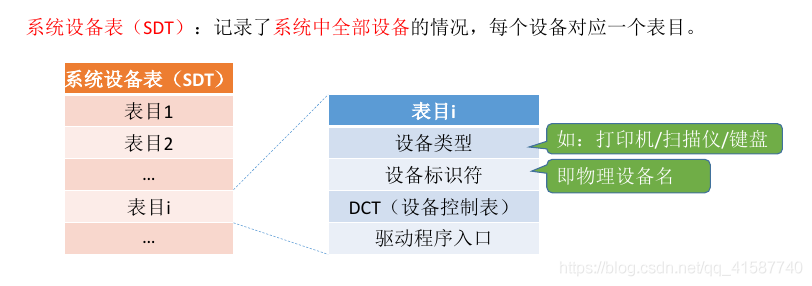 系统设备表（SDT）：记录了系统中全部设备的情况，每个设备对应一个表目。
系统设备表（SDT）
表目1
表目2
…
表目i
…
表目i
设备类型
设备标识符
DCT（设备控制表）
驱动程序入口
如：打印机/扫描仪/键盘
即物理设备名
https://blog.csdn.net/qq_41587740